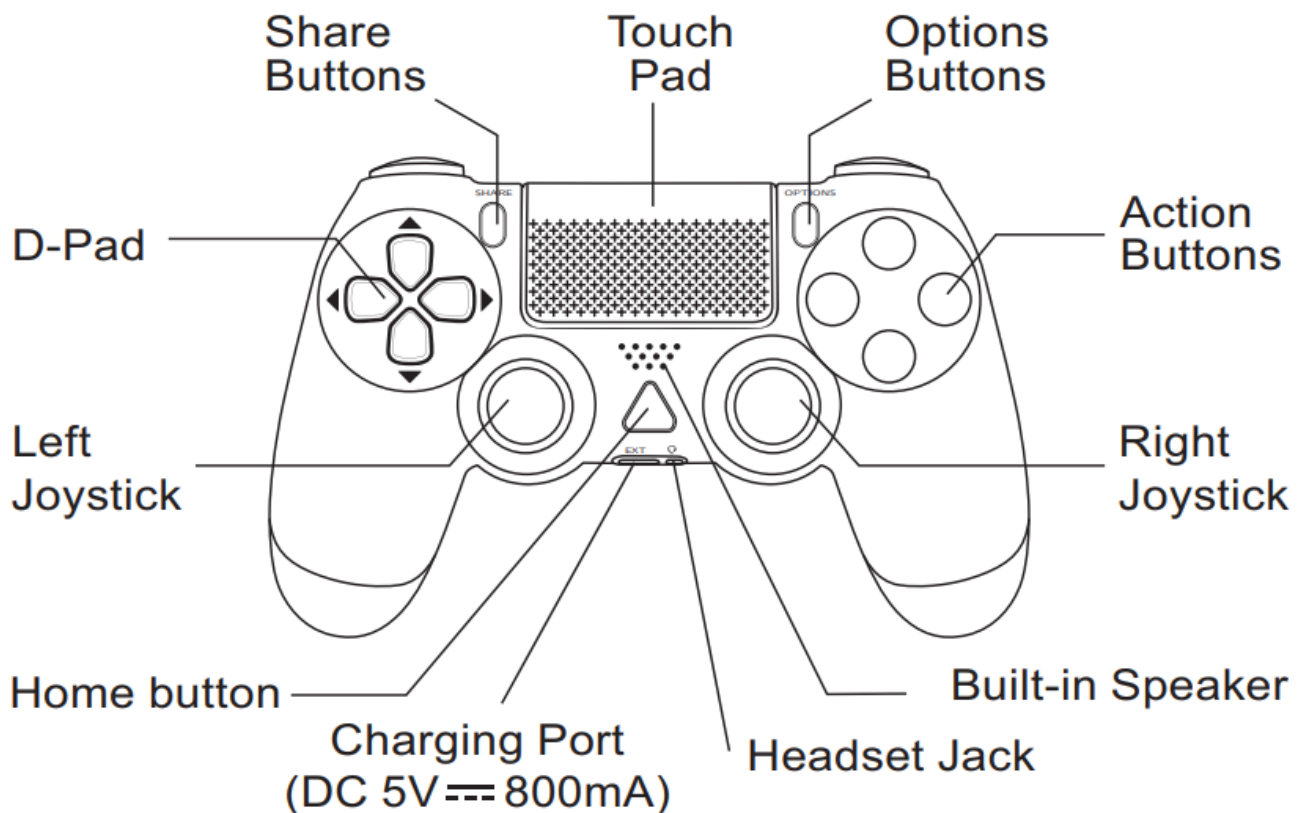 Share
Buttons
Touch
Pad
Options
Buttons
SHARE
OPTIONS
D-Pad
Action
Buttons
Left
Joystick
EXT
Right
Joystick
Home button
Built-in Speaker
Charging Port
(DC 5V⎓800mA)
Headset Jack